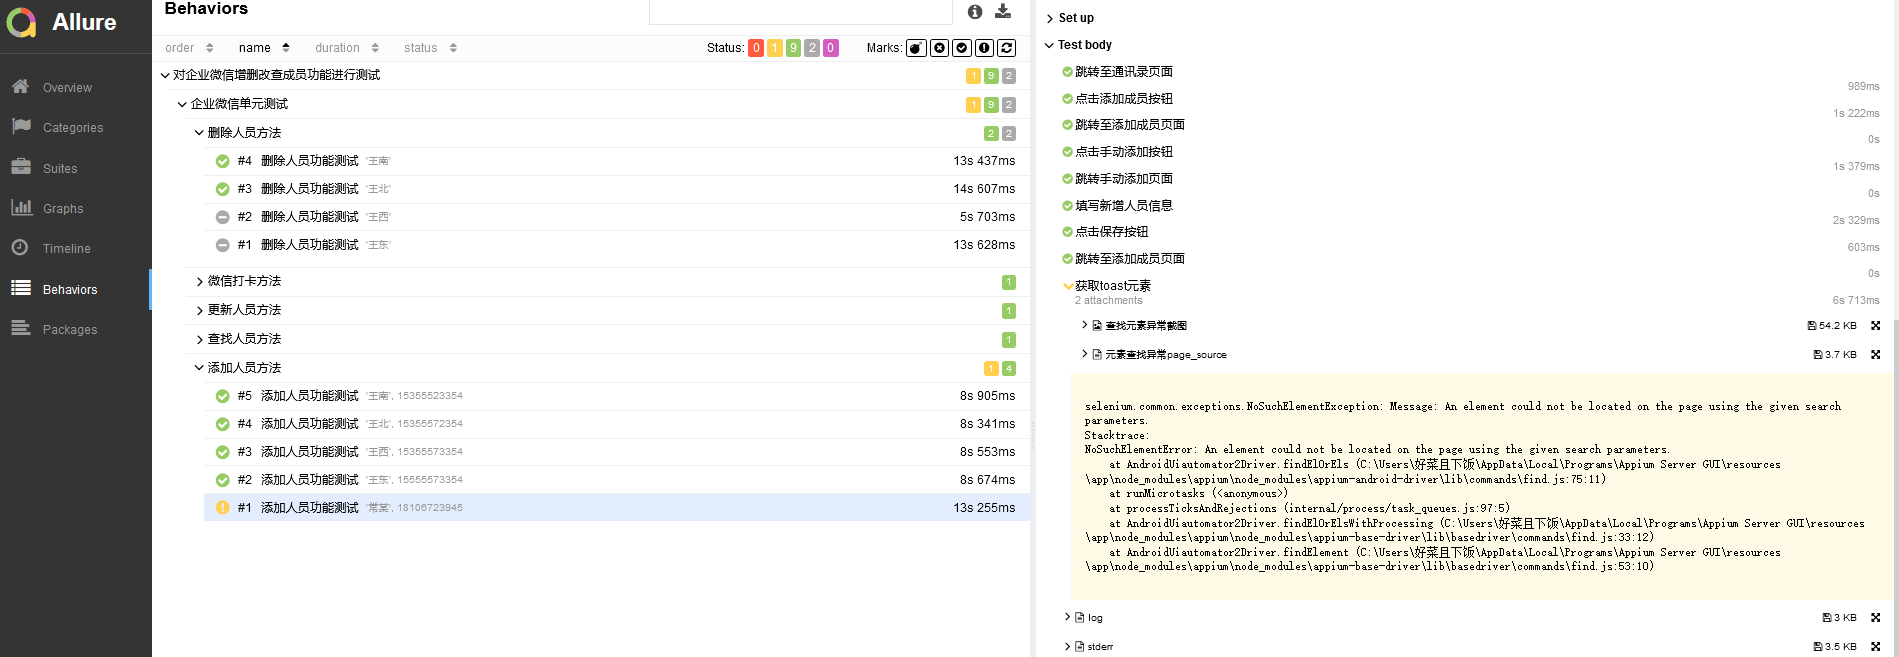 Allure
Overview
Categories
Suites
Graphs
Timeline
Behaviors
Packages
Behaviors
order name duration status Status: 0 1 9 2 0 Marks:
对企业微信增删改查成员功能进行测试 1 9 2
企业微信单元测试 1 9 2
删除人员方法 2 2
#4 删除人员功能测试 '王南' 13s 437ms
#3 删除人员功能测试 '王北' 14s 607ms
#2 删除人员功能测试 '王西' 5s 703ms
#1 删除人员功能测试 '王东' 13s 628ms
微信打卡方法 1
更新人员方法 1
查找人员方法 1
添加人员方法 1 4
#5 添加人员功能测试 '王南', 15355523354 8s 905ms
#4 添加人员功能测试 '王北', 15355572354 8s 341ms
#3 添加人员功能测试 '王西', 15355573354 8s 553ms
#2 添加人员功能测试 '王东', 15555573354 8s 674ms
#1 添加人员功能测试 '常某', 18106723945 13s 255ms
Set up
Test body
跳转至通讯录页面
989ms
点击添加成员按钮
1s 222ms
跳转至添加成员页面
0s
点击手动添加按钮
1s 379ms
跳转手动添加页面
0s
填写新增人员信息
2s 329ms
点击保存按钮
603ms
跳转至添加成员页面
0s
获取toast元素
2 attachments 6s 713ms
查找元素异常截图 54.2 KB
元素查找异常page_source 3.7 KB
selenium.common.exceptions.NoSuchElementException: Message: An element could not be located on the page using the given search
parameters.
Stacktrace:
NoSuchElementError: An element could not be located on the page using the given search parameters.
at AndroidUiautomator2Driver.findElOrEls (C:\Users\好菜且下饭\AppData\Local\Programs\Appium Server GUI\resources
\app\node_modules\appium\node_modules\appium-android-driver\lib\commands\find.js:75:11)
at runMicrotasks (<anonymous>)
at processTicksAndRejections (internal/process/task_queues.js:97:5)
at AndroidUiautomator2Driver.findElOrElsWithProcessing (C:\Users\好菜且下饭\AppData\Local\Programs\Appium Server GUI\resources
\app\node_modules\appium\node_modules\appium-base-driver\lib\basedriver\commands\find.js:33:12)
at AndroidUiautomator2Driver.findElement (C:\Users\好菜且下饭\AppData\Local\Programs\Appium Server GUI\resources
\app\node_modules\appium\node_modules\appium-base-driver\lib\basedriver\commands\find.js:53:10)
log 3 KB
stderr 3.5 KB